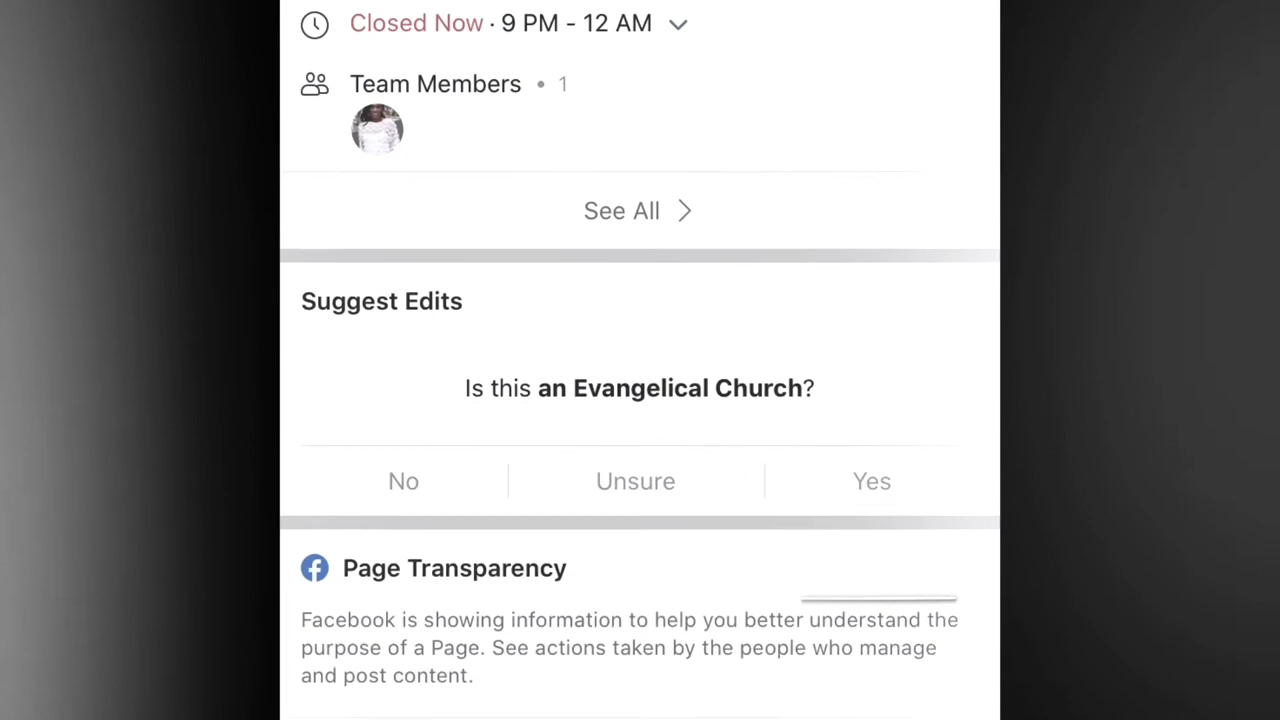 Closed Now · 9 PM - 12 AM
Team Members • 1
See All
Suggest Edits
Is this an Evangelical Church?
No Unsure Yes
Page Transparency
Facebook is showing information to help you better understand the
purpose of a Page. See actions taken by the people who manage
and post content.